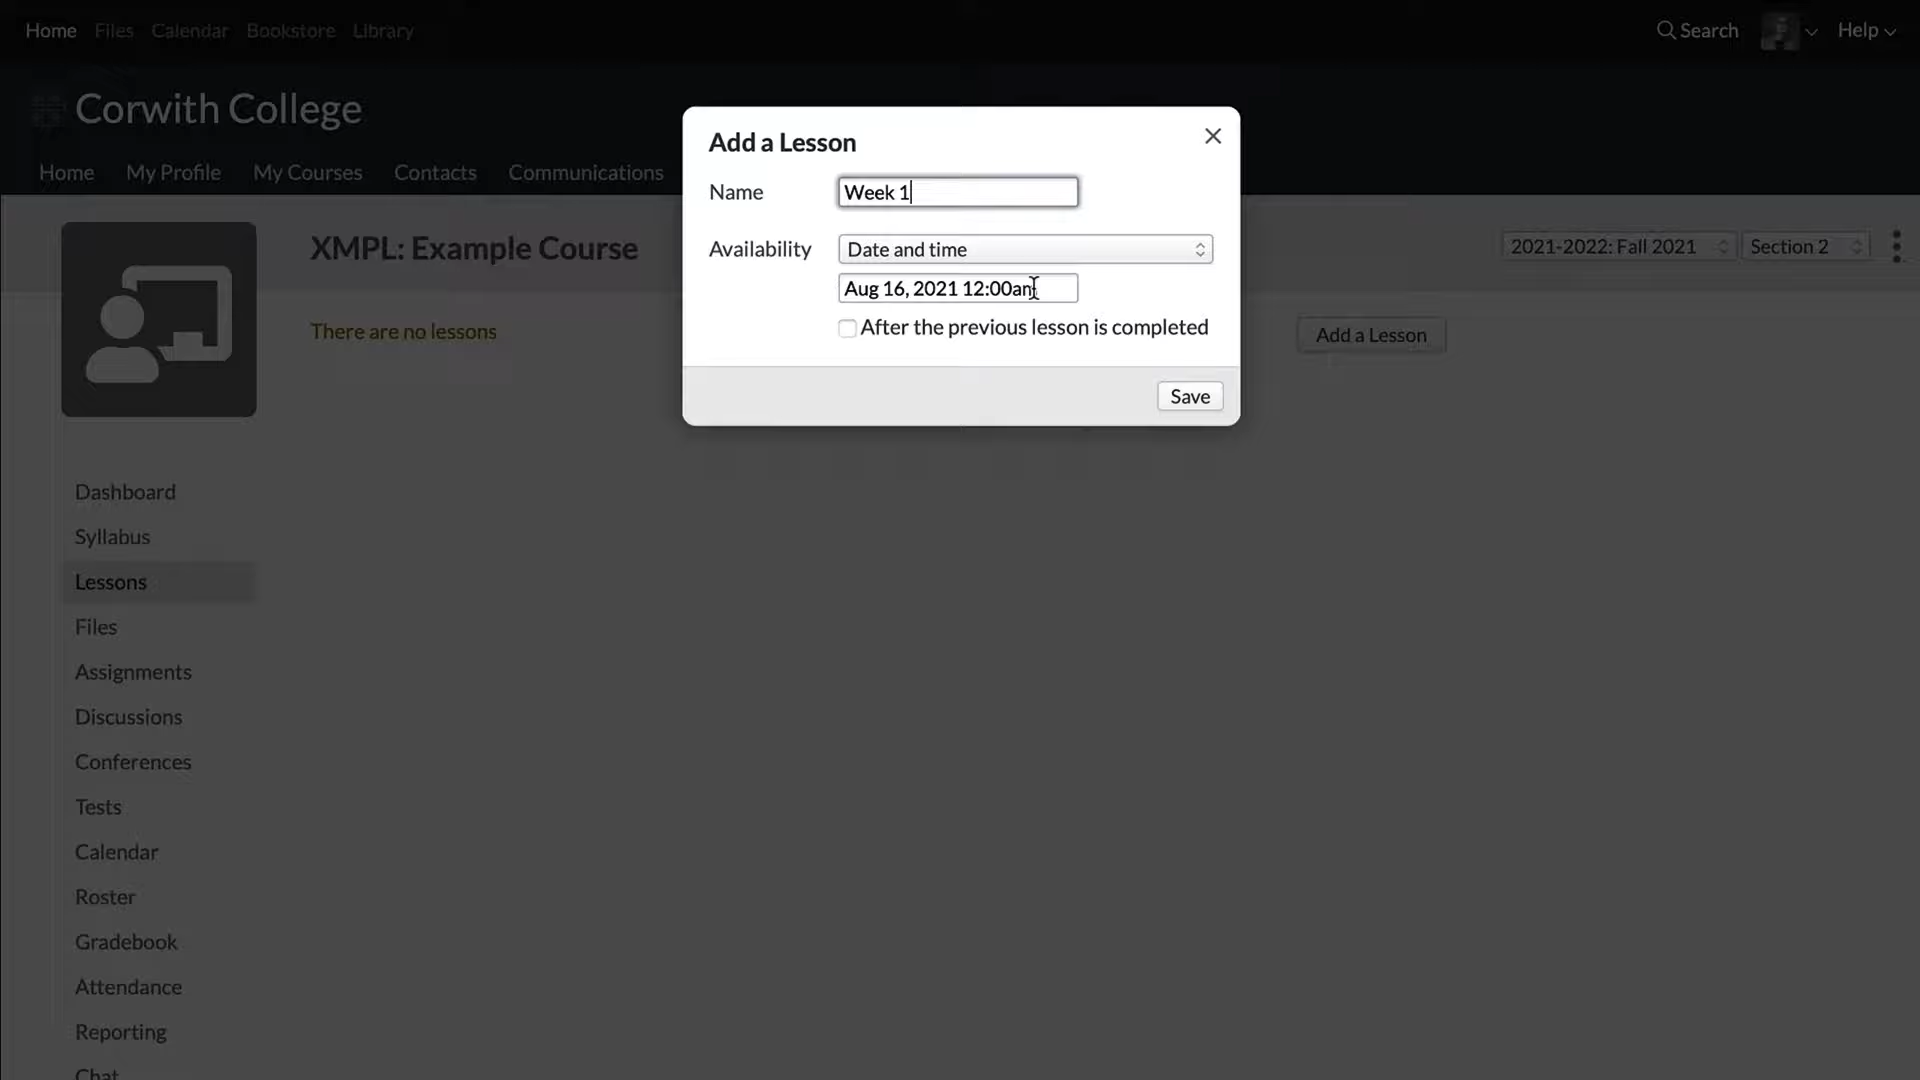 Home Files Calendar Bookstore Library
Search Help
Corwith College
Home My Profile My Courses Contacts Communications
Add a Lesson
Name Week 1
Availability Date and time
Aug 16, 2021 12:00am
After the previous lesson is completed
Save
XMPL: Example Course
2021-2022: Fall 2021 Section 2
There are no lessons
Add a Lesson
Dashboard
Syllabus
Lessons
Files
Assignments
Discussions
Conferences
Tests
Calendar
Roster
Gradebook
Attendance
Reporting
Chat